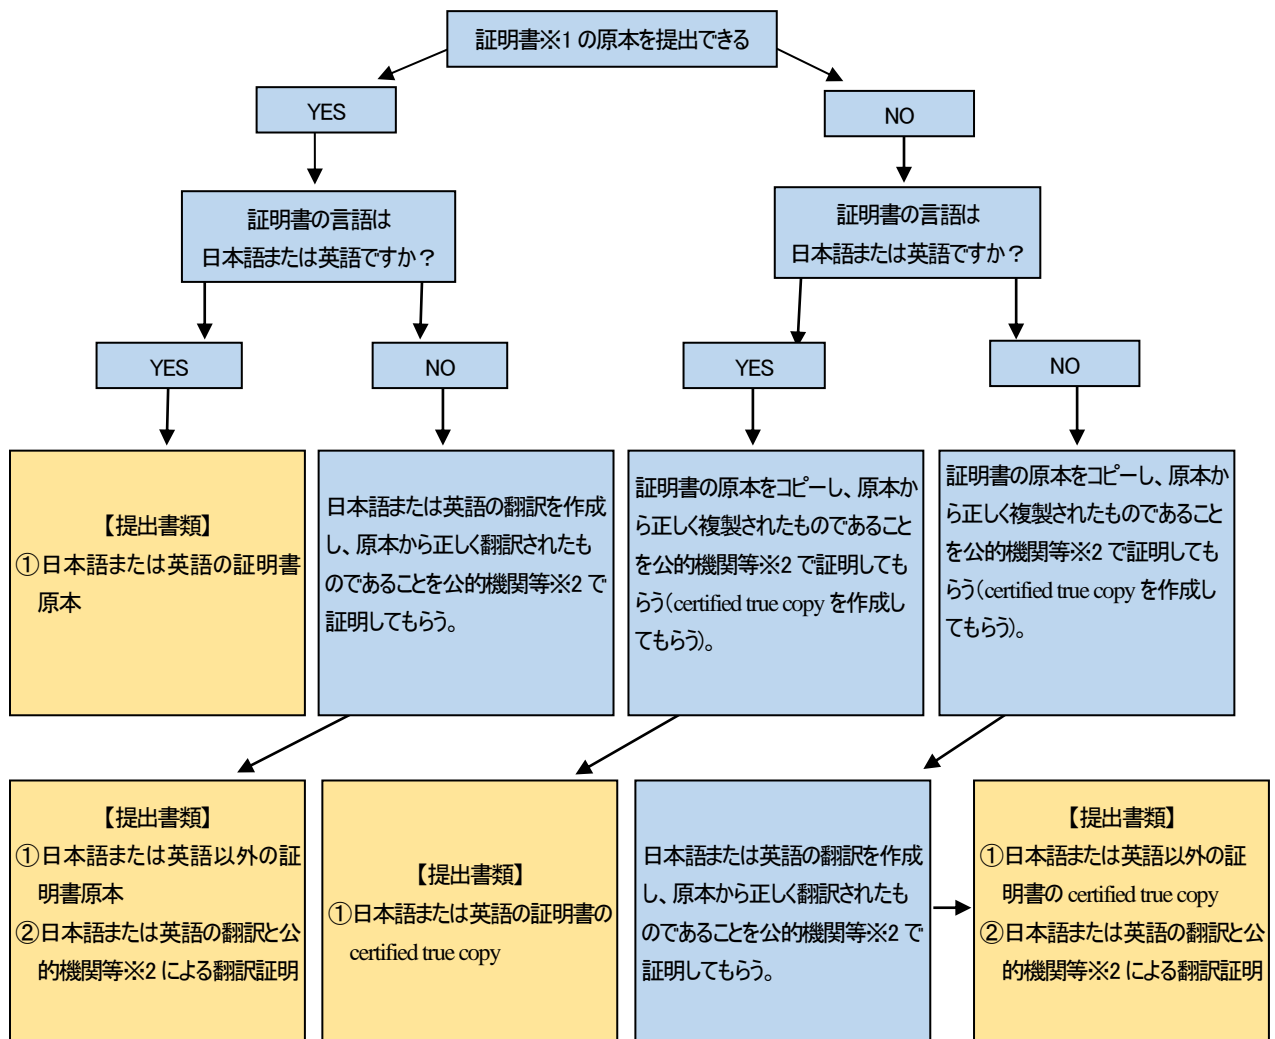 証明書※1 の原本を提出できる
YES
NO
証明書の言語は
日本語または英語ですか？
証明書の言語は
日本語または英語ですか？
YES
NO
YES
NO
【提出書類】
①日本語または英語の証明書
原本
日本語または英語の翻訳を作成
し、原本から正しく翻訳されたも
のであることを公的機関等※2 で
証明してもらう。
証明書の原本をコピーし、原本か
ら正しく複製されたものであること
を公的機関等※2 で証明しても
らう（certified true copy を作成し
てもらう）。
証明書の原本をコピーし、原本か
ら正しく複製されたものであること
を公的機関等※2 で証明しても
らう（certified true copy を作成し
てもらう）。
【提出書類】
①日本語または英語以外の証
明書原本
②日本語または英語の翻訳と公
的機関等※2 による翻訳証明
【提出書類】
①日本語または英語の証明書の
certified true copy
日本語または英語の翻訳を作成
し、原本から正しく翻訳されたも
のであることを公的機関等※2 で
証明してもらう。
【提出書類】
①日本語または英語以外の証
明書の certified true copy
②日本語または英語の翻訳と公
的機関等※2 による翻訳証明